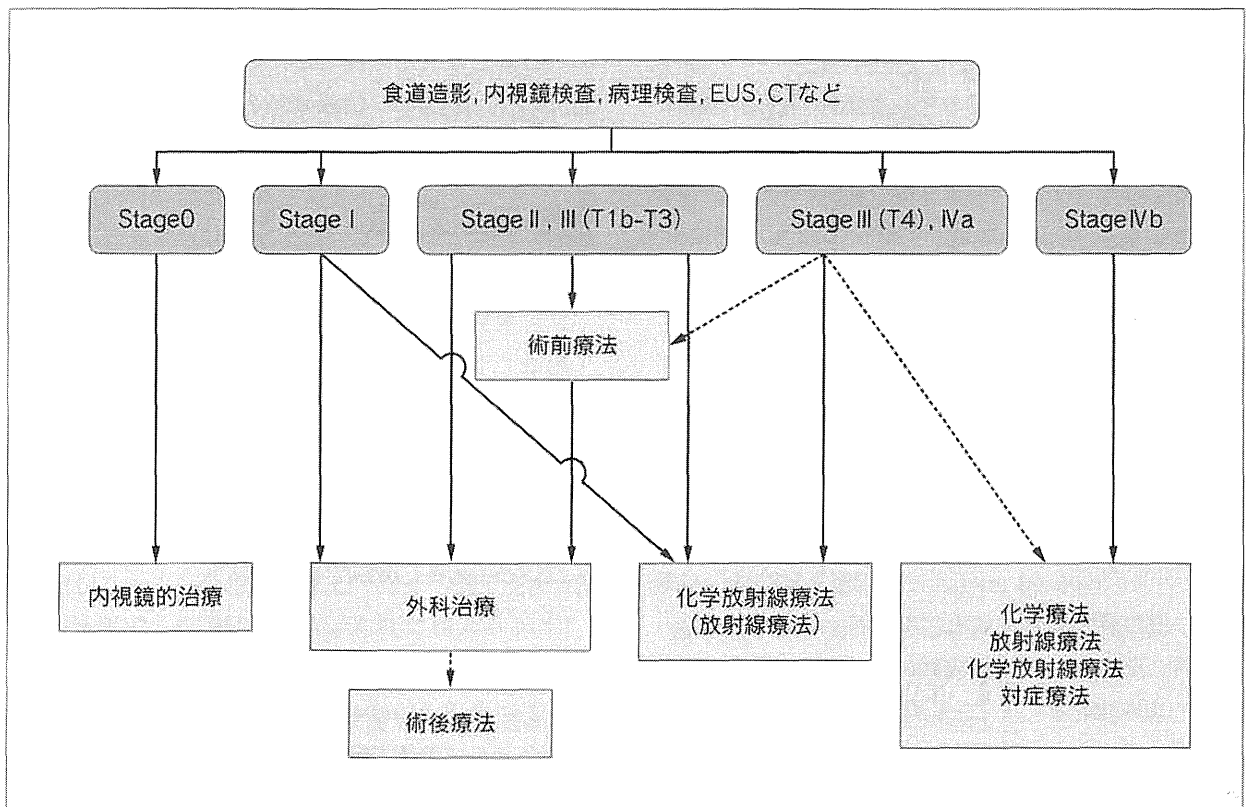 食道造影,内視鏡検査,病理検査,EUS,CTなど
Stage0
Stage Ⅰ
Stage Ⅱ , Ⅲ (T1b-T3)
Stage Ⅲ (T4), Ⅳa
StageⅣb
術前療法
内視鏡的治療
外科治療
化学放射線療法
(放射線療法)
化学療法
放射線療法
化学放射線療法
対症療法
術後療法